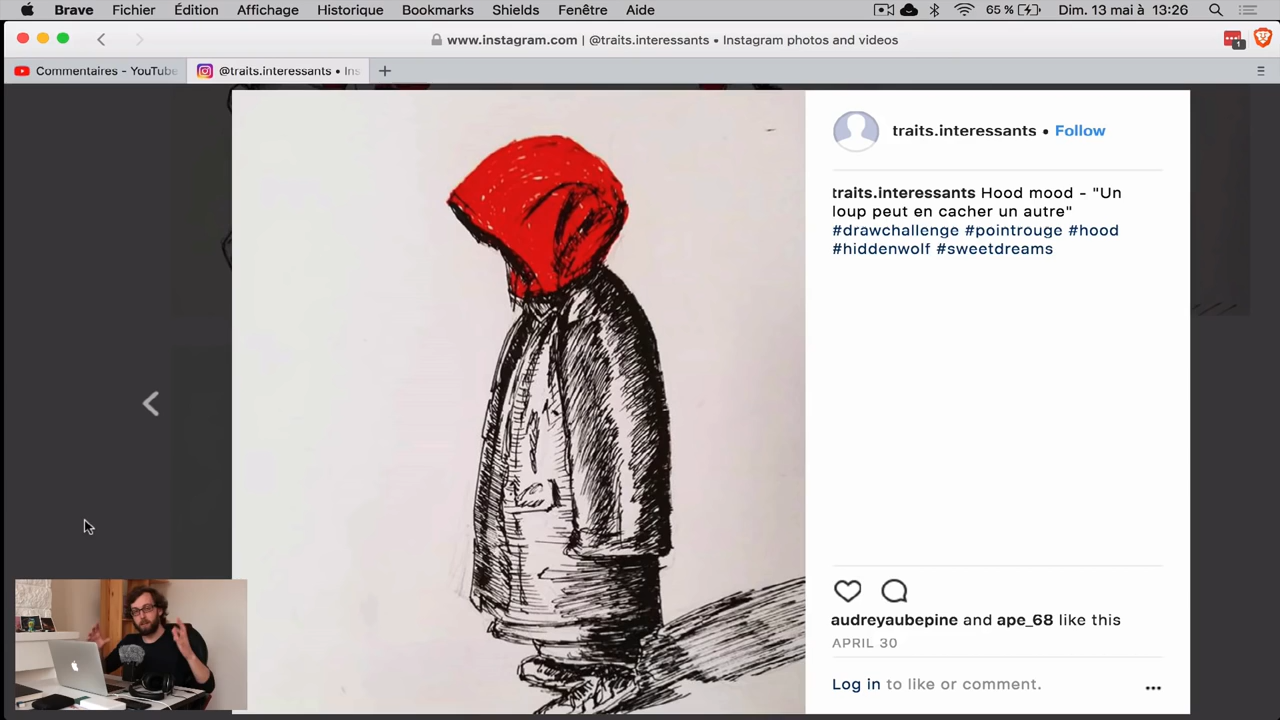 Brave Fichier Édition Affichage Historique Bookmarks Shields Fenêtre Aide 65 % Dim. 13 mai à 13:26
www.instagram.com | @traits.interessants • Instagram photos and videos
1
Commentaires - YouTube @traits.interessants • Ins
traits.interessants • Follow
traits.interessants Hood mood - "Un
loup peut en cacher un autre"
#drawchallenge #pointrouge #hood
#hiddenwolf #sweetdreams
audreyaubepine and ape_68 like this
APRIL 30
Log in to like or comment.